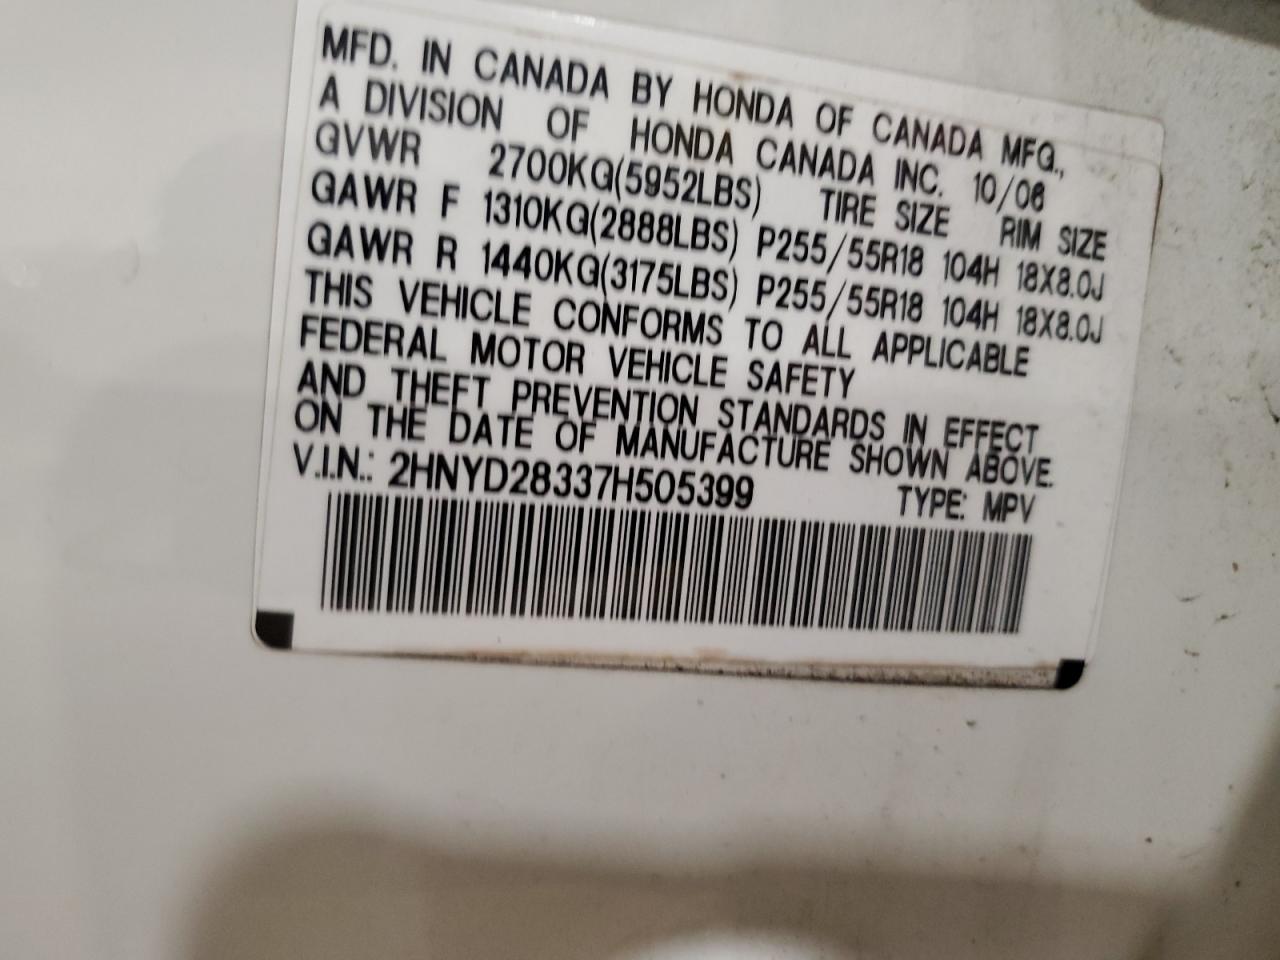 MFD. IN CANADA BY HONDA OF CANADA MFG.,
A DIVISION OF HONDA CANADA INC. 10/06
GVWR 2700KG(5952LBS) TIRE SIZE RIM SIZE
GAWR F 1310KG(2888LBS) P255/55R18 104H 18X8.0J
GAWR R 1440KG(3175LBS) P255/55R18 104H 18X8.0J
THIS VEHICLE CONFORMS TO ALL APPLICABLE
FEDERAL MOTOR VEHICLE SAFETY
AND THEFT PREVENTION STANDARDS IN EFFECT
ON THE DATE OF MANUFACTURE SHOWN ABOVE.
V.I.N.: 2HNYD28337H505399 TYPE: MPV